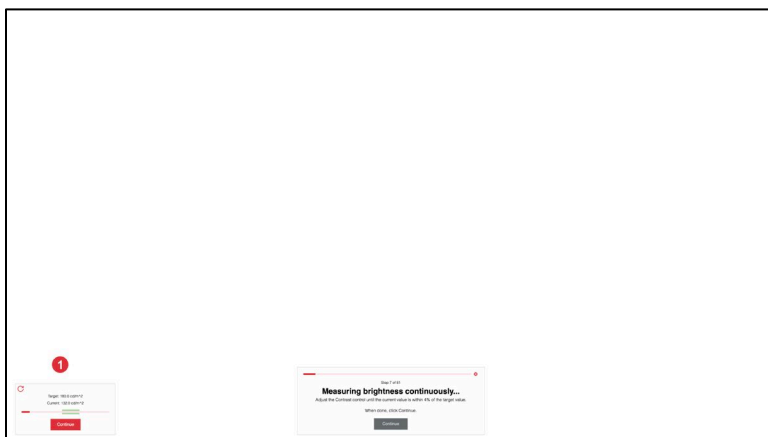 1
Target: 160.0 cd/m^2
Current: 132.0 cd/m^2
Continue
Step 7 of 21
Measuring brightness continuously...
Adjust the Contrast control until the current value is within 4% of the target value.
When done, click Continue.
Continue